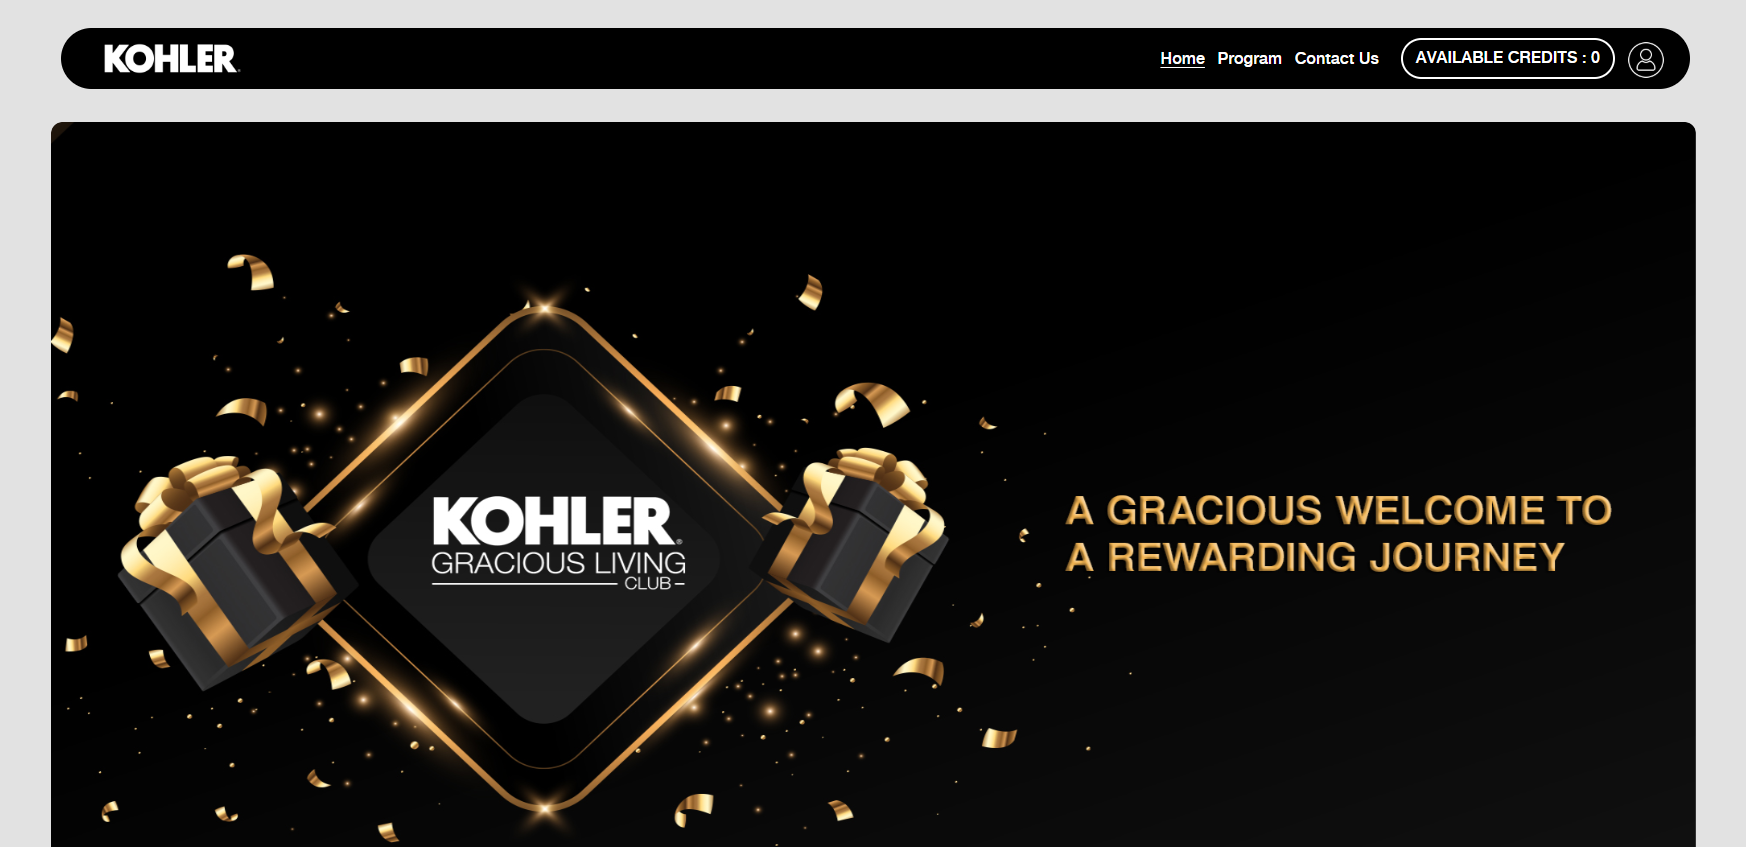 KOHLER.
Home Program Contact Us AVAILABLE CREDITS : 0
KOHLER®
GRACIOUS LIVING
CLUB
A GRACIOUS WELCOME TO
A REWARDING JOURNEY